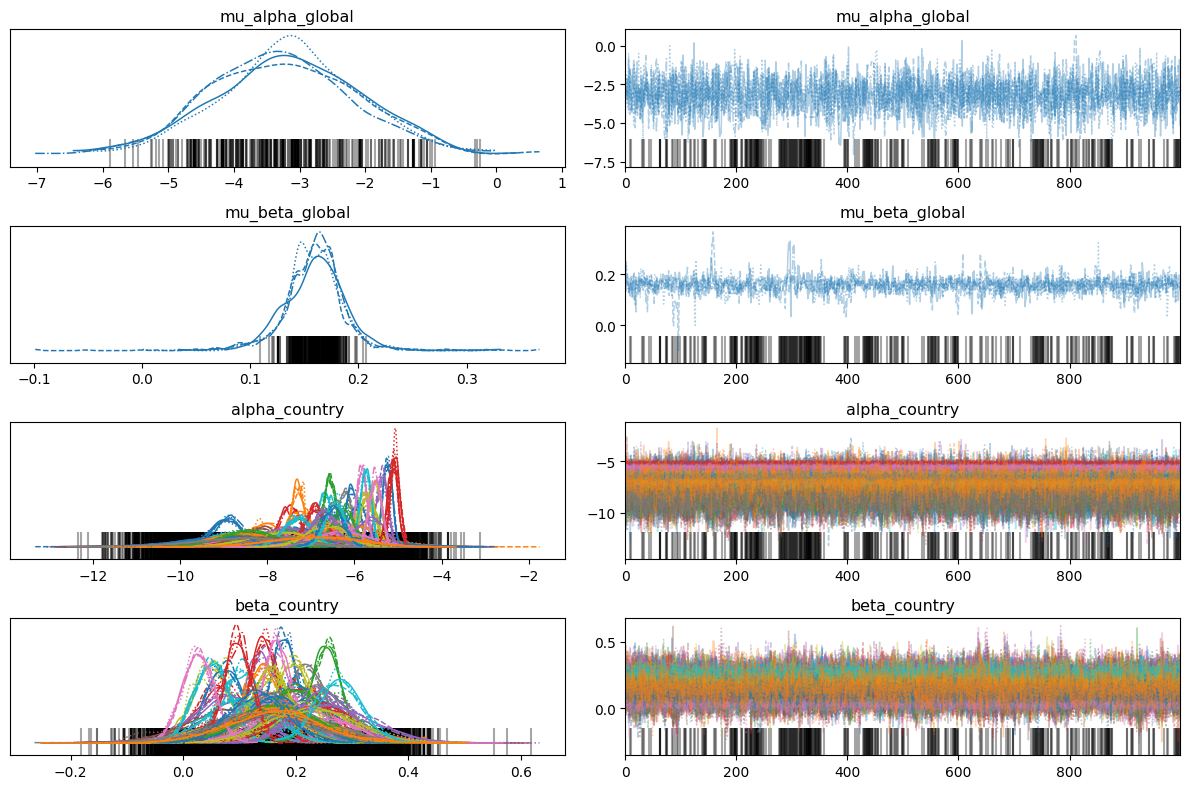 mu_alpha_global mu_alpha_global
0.0
−2.5
−5.0
−7.5
−7 −6 −5 −4 −3 −2 −1 0 1 0 200 400 600 800
mu_beta_global mu_beta_global
0.2
0.0
−0.1 0.0 0.1 0.2 0.3 0 200 400 600 800
alpha_country alpha_country
−5
−10
−12 −10 −8 −6 −4 −2 0 200 400 600 800
beta_country beta_country
0.5
0.0
−0.2 0.0 0.2 0.4 0.6 0 200 400 600 800